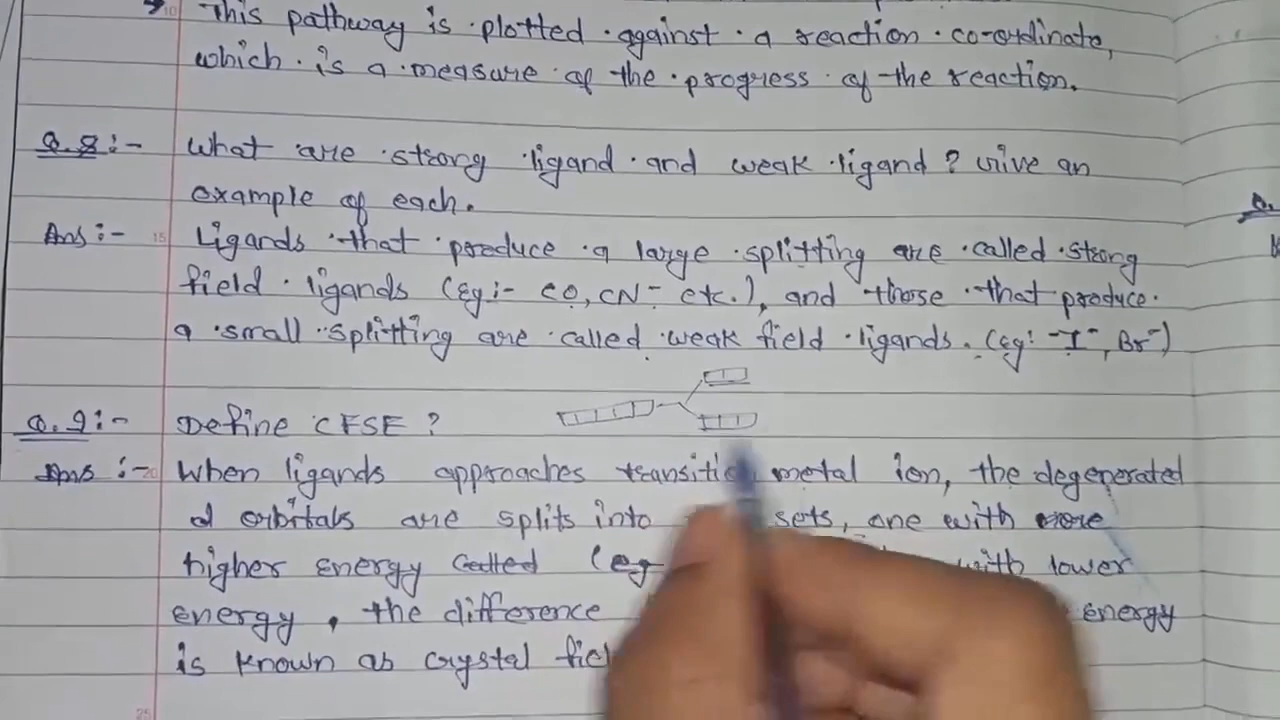 10 This pathway is plotted against a reaction co-ordinate,
which is a measure of the progress of the reaction.
Q.8:- What are strong ligand and weak ligand? Give an
example of each.
Ans:- 15 Ligands that produce a large splitting are called strong
field ligands (Eg:- CO, CN- etc.), and those that produce
a small splitting are called weak field ligands. (eg:- I-, Br-)
Q.9:- Define CFSE ?
Ans:- 20 When ligands approaches transition metal ion, the degenerated
d orbitals are splits into sets, one with more
higher energy called (eg with lower
energy, the difference energy
is known as crystal
25